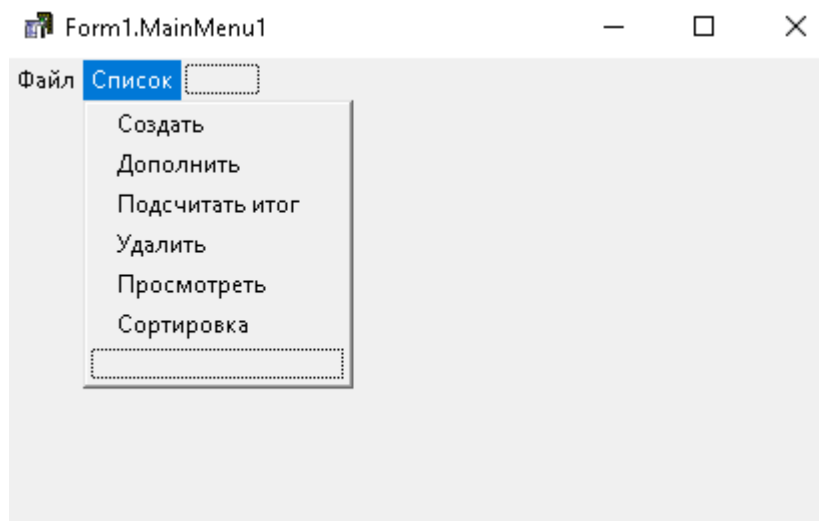 Form1.MainMenu1
Файл Список
Создать
Дополнить
Подсчитать итог
Удалить
Просмотреть
Сортировка